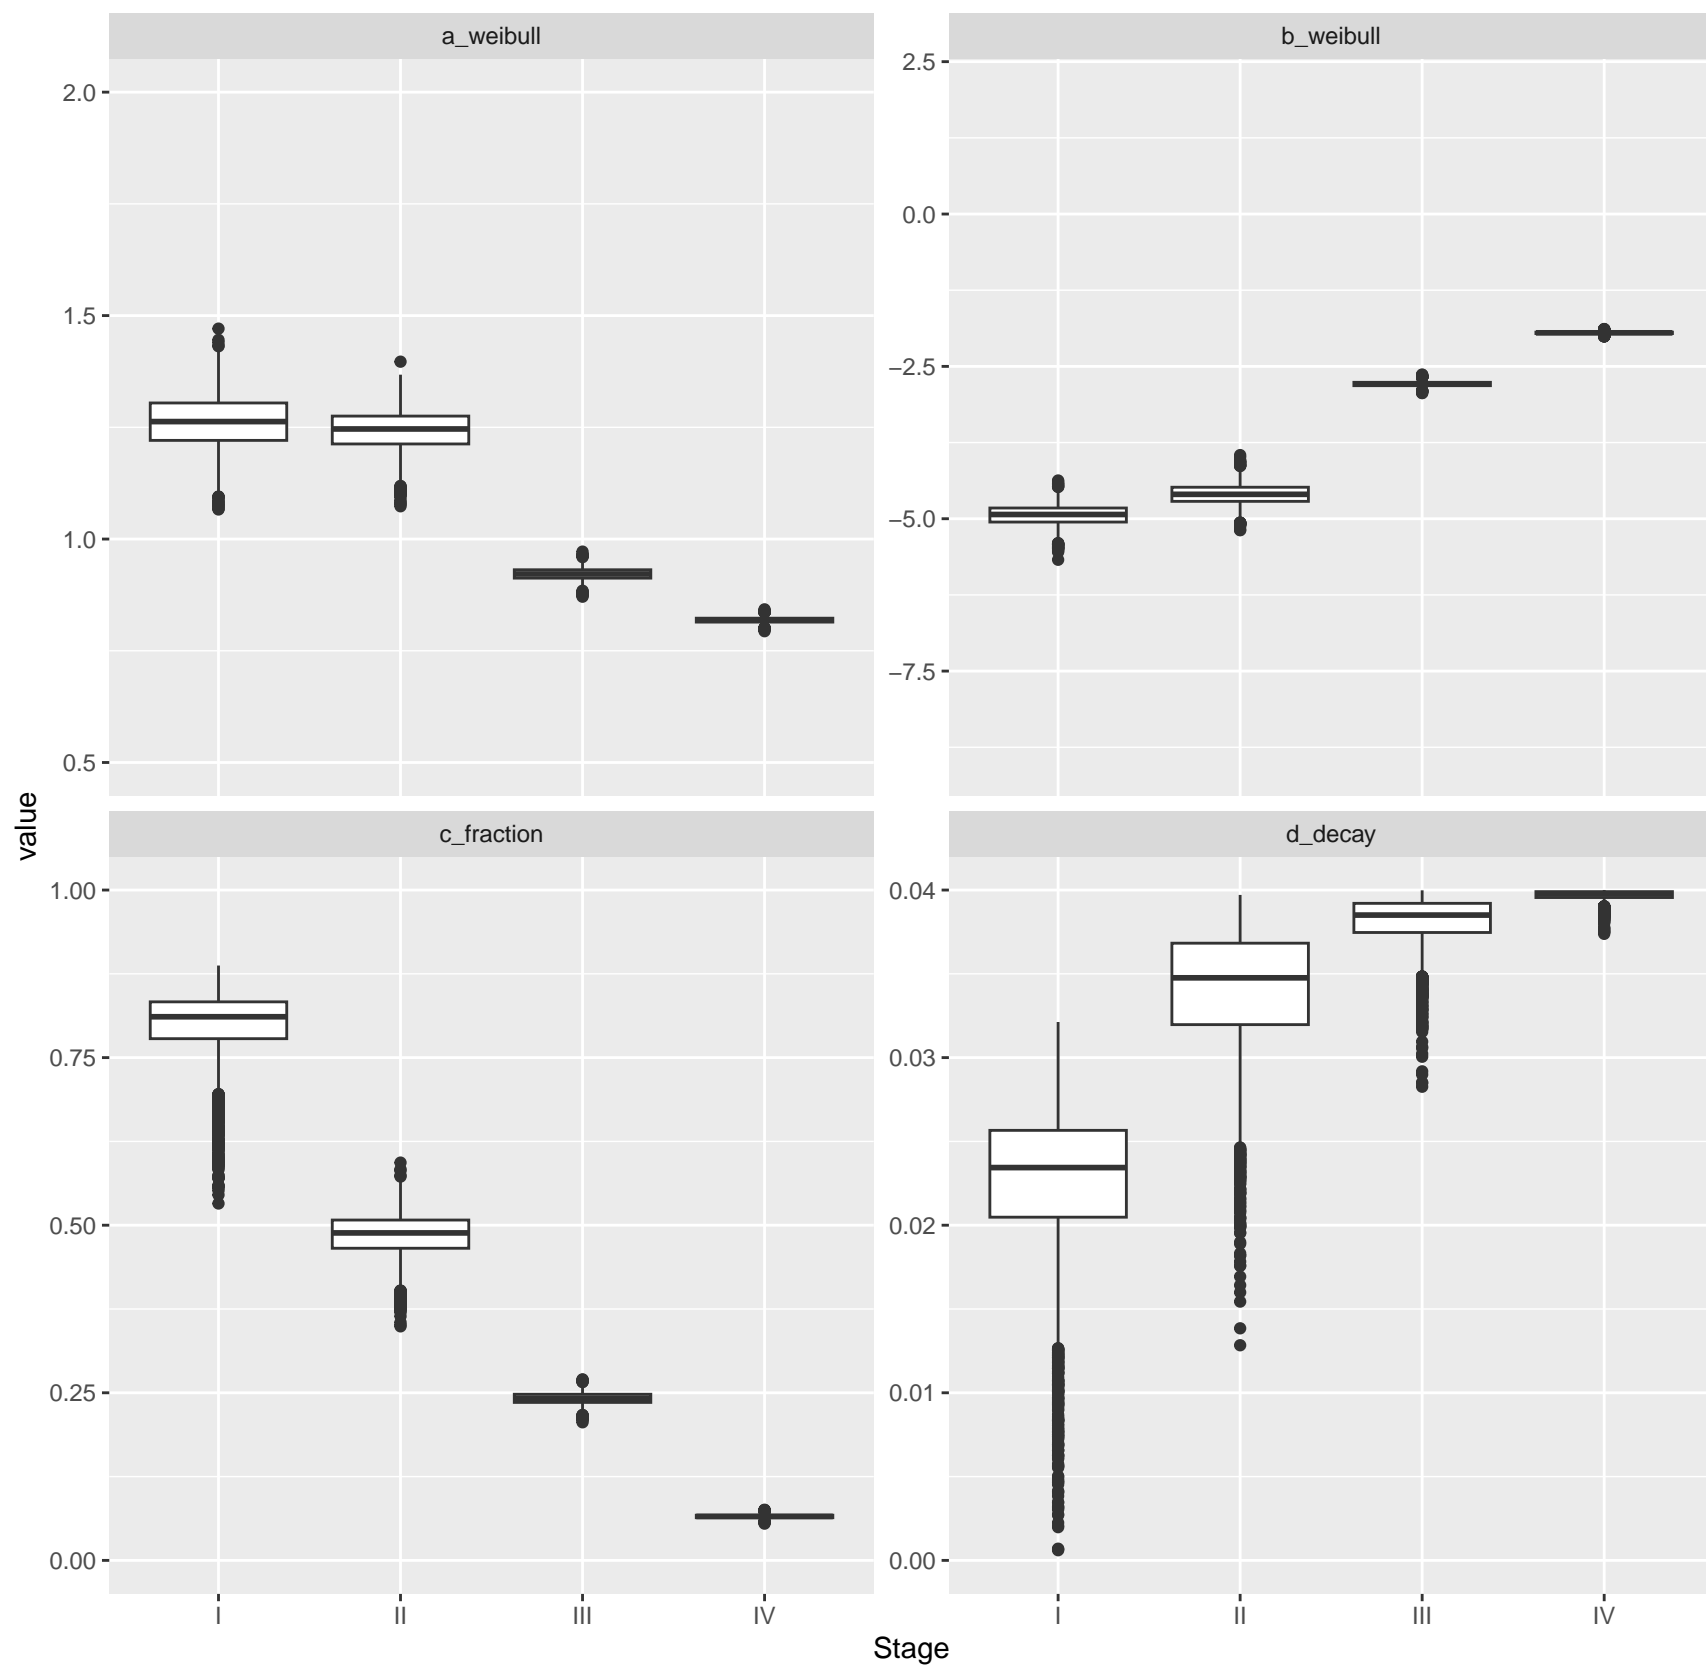 a_weibull
b_weibull
2.0
1.5
1.0
0.5
2.5
0.0
−2.5
−5.0
−7.5
value
c_fraction
d_decay
1.00
0.75
0.50
0.25
0.00
0.04
0.03
0.02
0.01
0.00
I II III IV
I II III IV
Stage